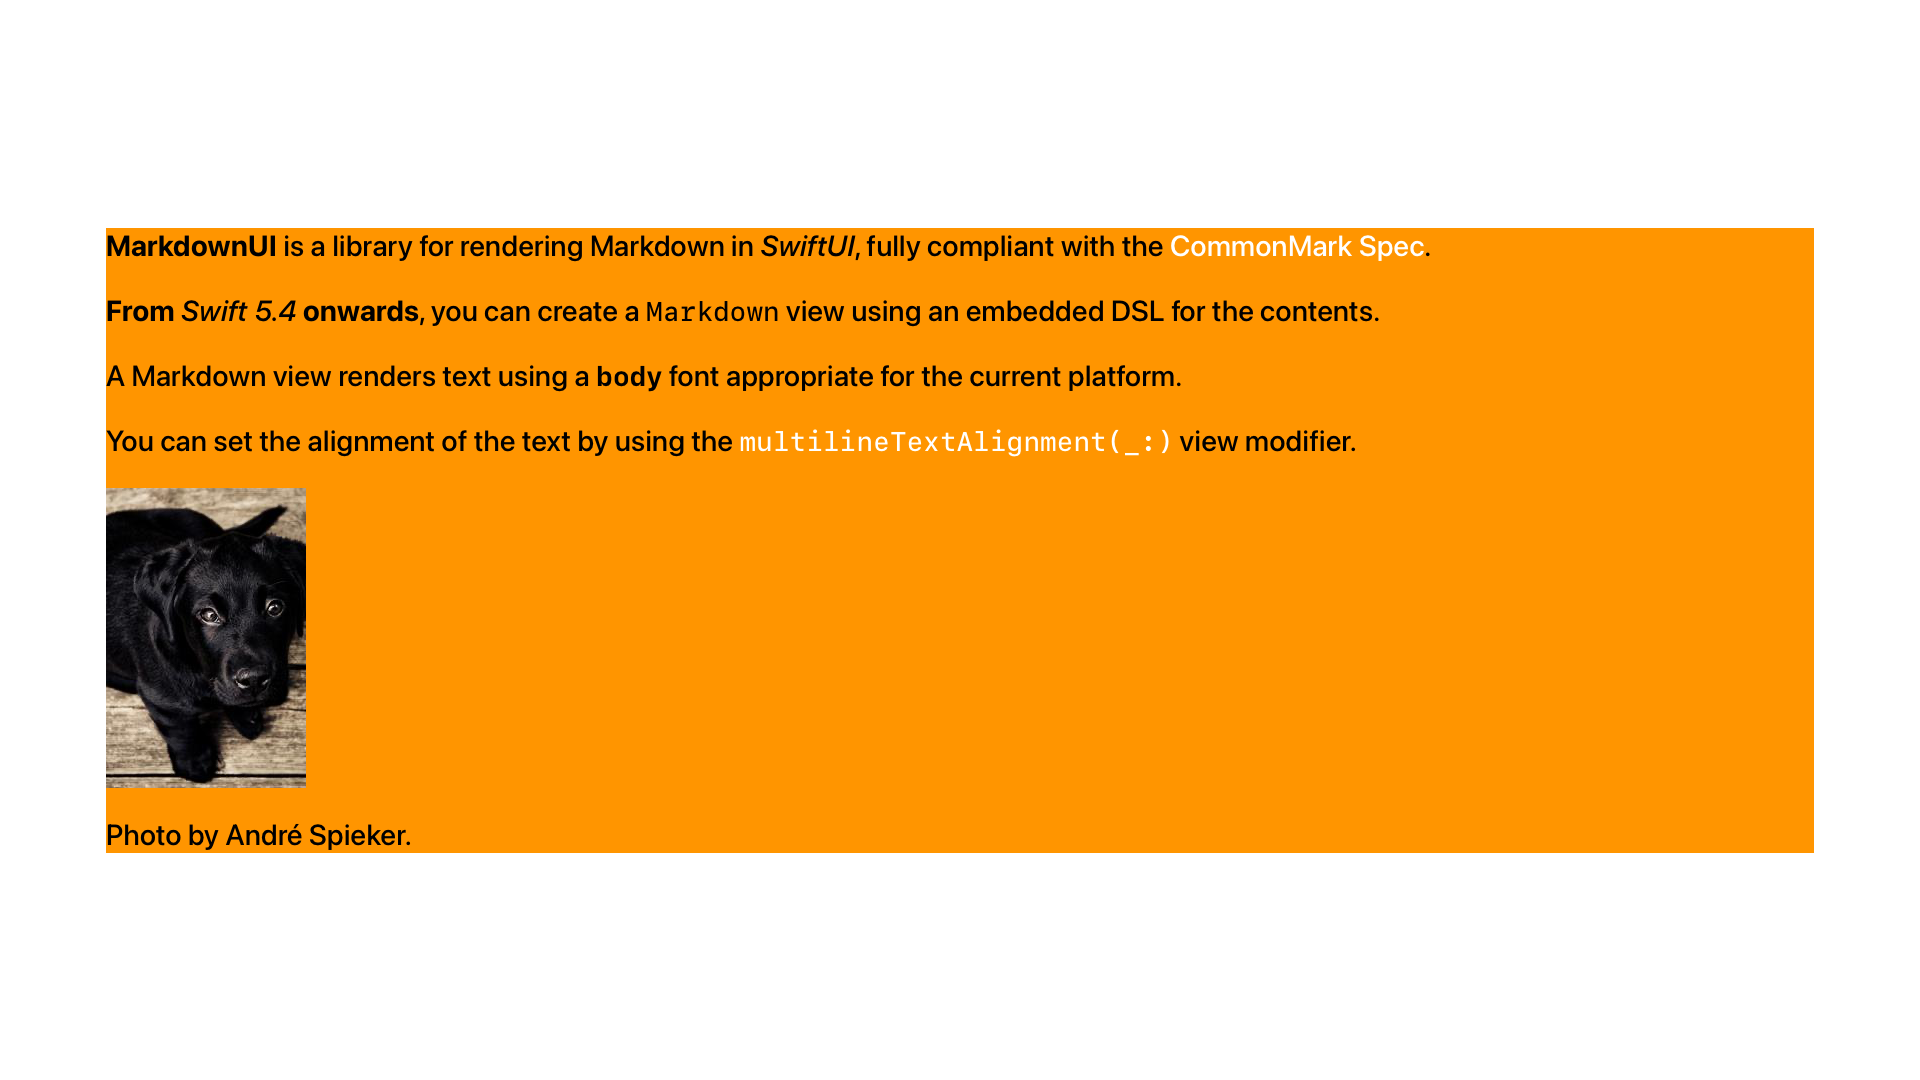 MarkdownUI is a library for rendering Markdown in SwiftUI, fully compliant with the CommonMark Spec.
From Swift 5.4 onwards, you can create a Markdown view using an embedded DSL for the contents.
A Markdown view renders text using a body font appropriate for the current platform.
You can set the alignment of the text by using the multilineTextAlignment(_:) view modifier.
Photo by André Spieker.